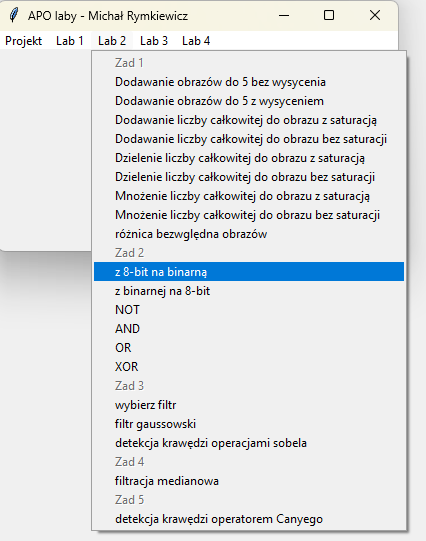 APO laby - Michał Rymkiewicz
Projekt Lab 1 Lab 2 Lab 3 Lab 4
Zad 1
Dodawanie obrazów do 5 bez wysycenia
Dodawanie obrazów do 5 z wysyceniem
Dodawanie liczby całkowitej do obrazu z saturacją
Dodawanie liczby całkowitej do obrazu bez saturacji
Dzielenie liczby całkowitej do obrazu z saturacją
Dzielenie liczby całkowitej do obrazu bez saturacji
Mnożenie liczby całkowitej do obrazu z saturacją
Mnożenie liczby całkowitej do obrazu bez saturacji
różnica bezwględna obrazów
Zad 2
z 8-bit na binarną
z binarnej na 8-bit
NOT
AND
OR
XOR
Zad 3
wybierz filtr
filtr gaussowski
detekcja krawędzi operacjami sobela
Zad 4
filtracja medianowa
Zad 5
detekcja krawędzi operatorem Canyego